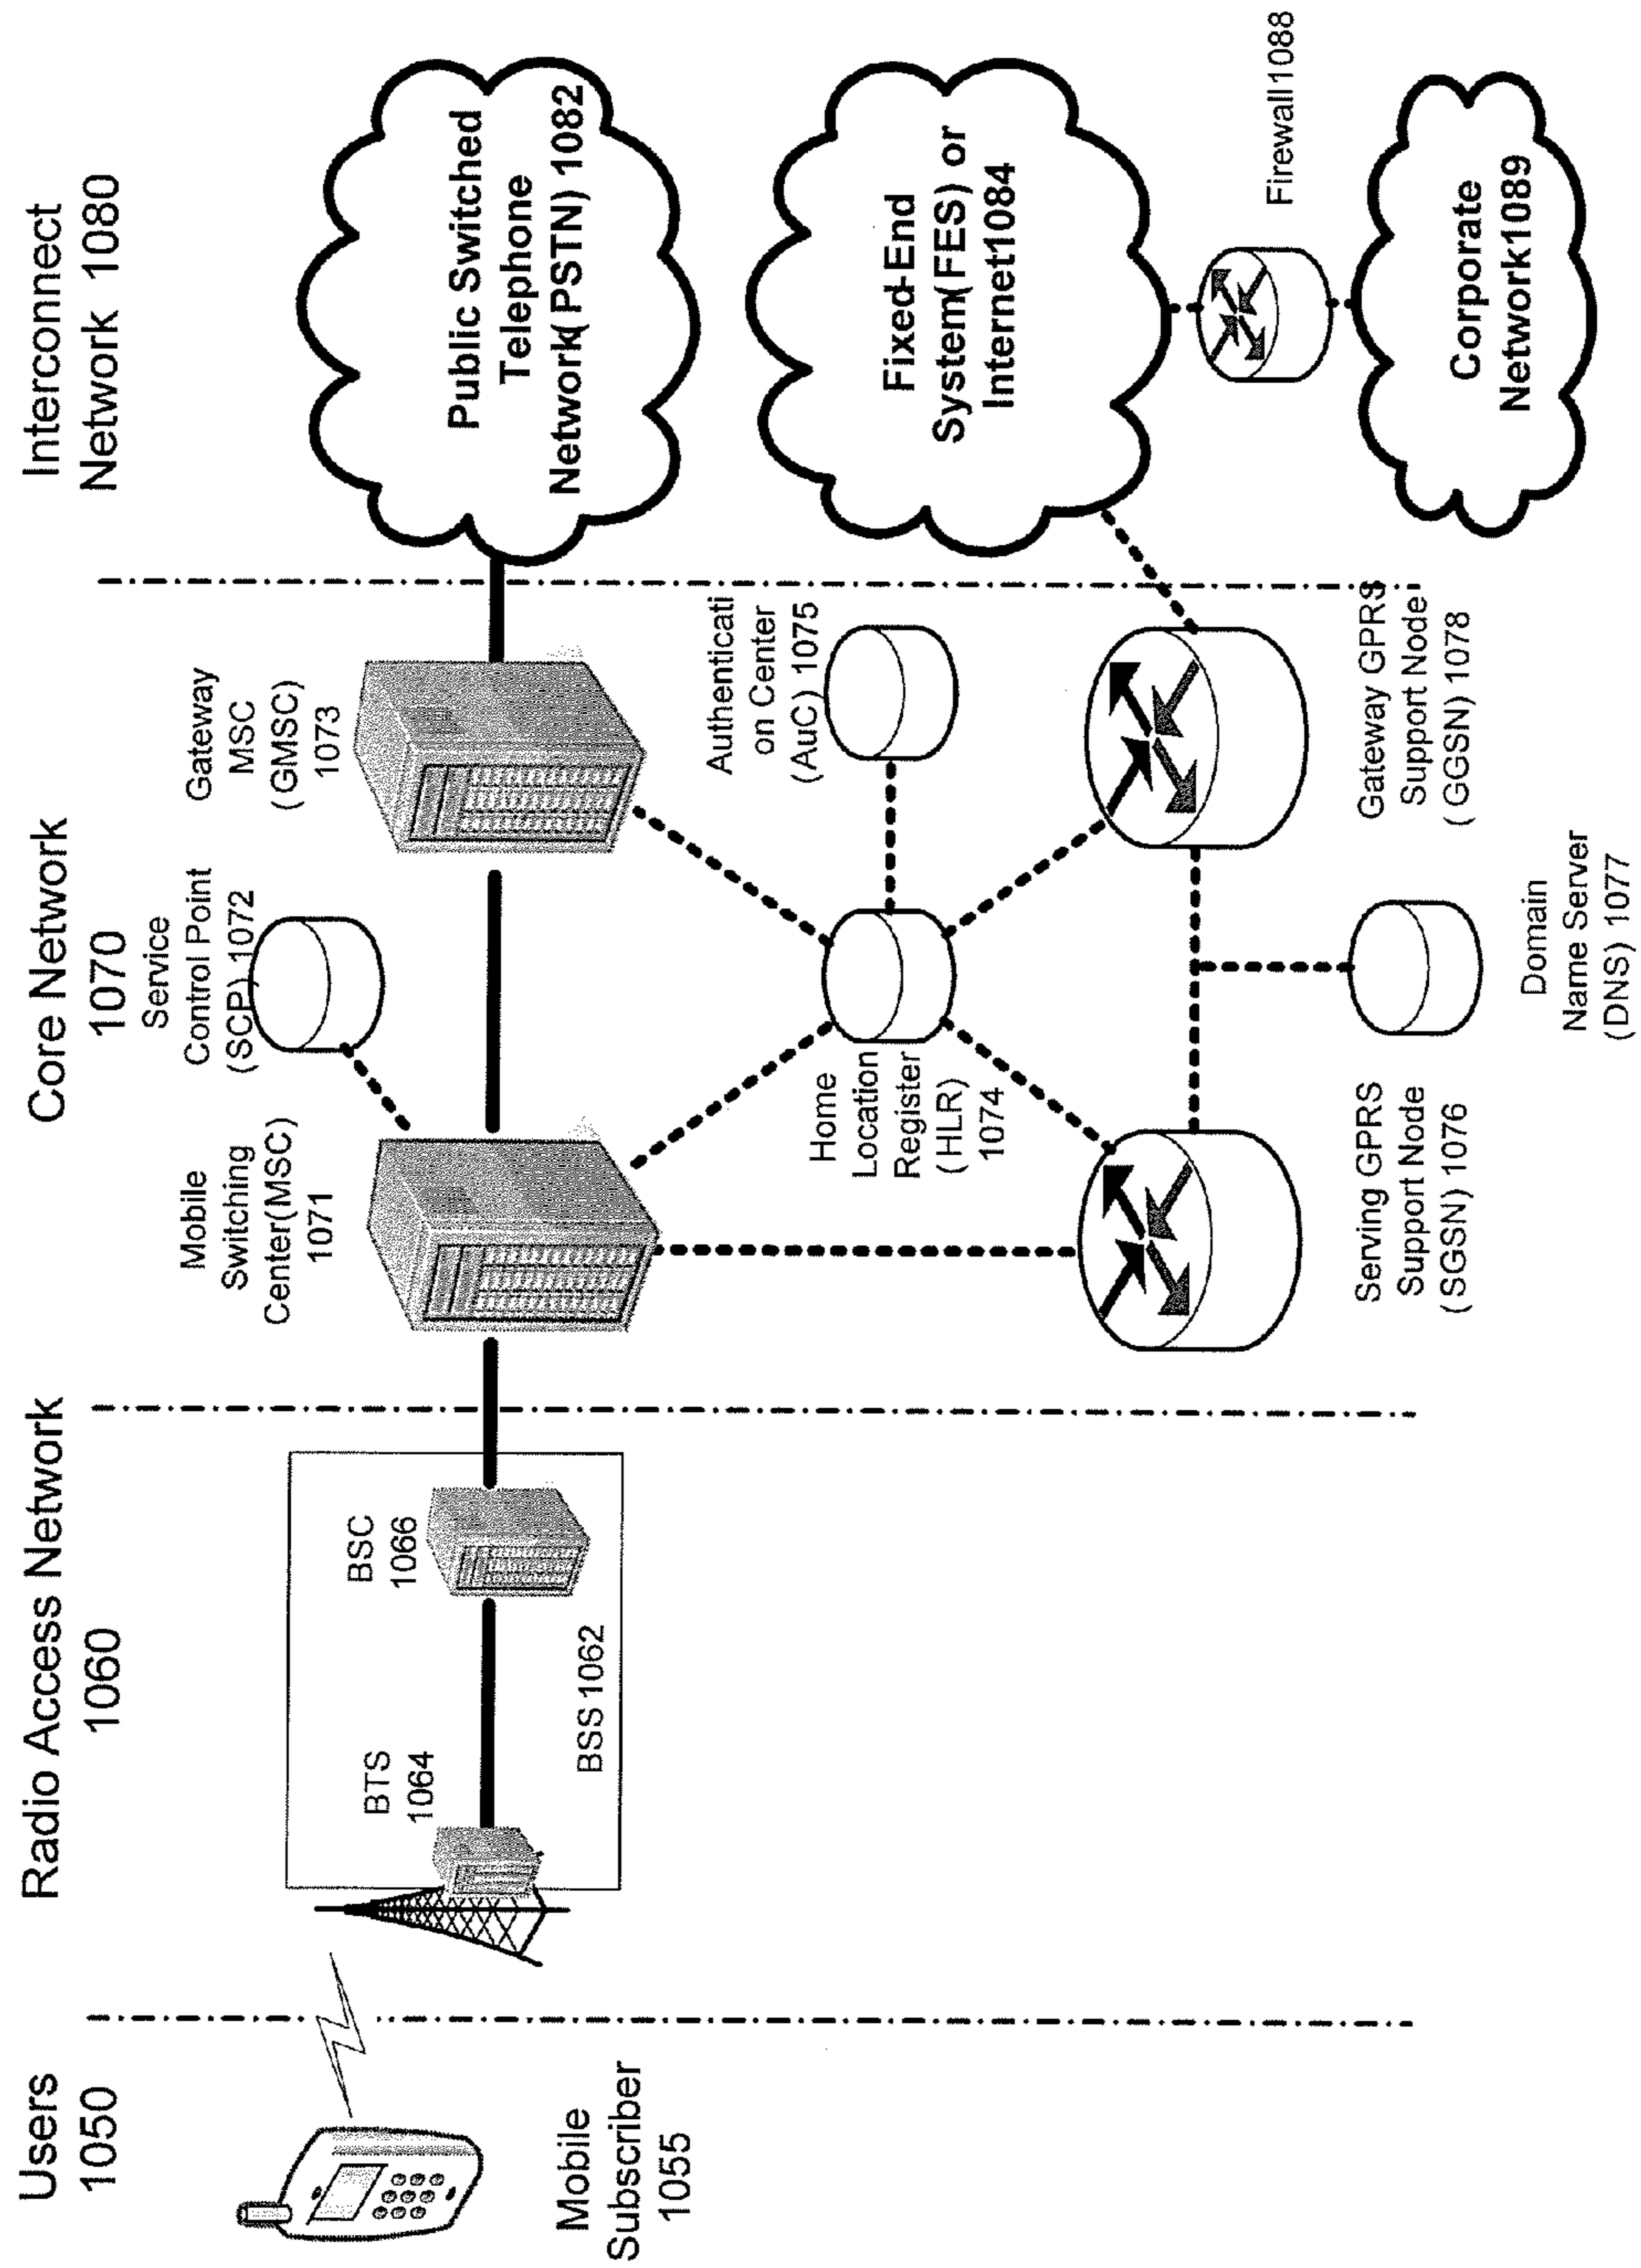 Users
1050
Radio Access Network
1060
Core Network
1070
Interconnect
Network 1080
Mobile
Subscriber
1055
BTS
1064
BSC
1066
BSS 1062
Mobile
Switching
Center(MSC)
1071
Service
Control Point
(SCP) 1072
Gateway
MSC
(GMSC)
1073
Home
Location
Register
(HLR)
1074
Authenticati
on Center
(AuC) 1075
Serving GPRS
Support Node
(SGSN) 1076
Domain
Name Server
(DNS) 1077
Gateway GPRS
Support Node
(GGSN) 1078
Public Switched
Telephone
Network(PSTN) 1082
Fixed-End
System(FES) or
Internet1084
Firewall1088
Corporate
Network1089